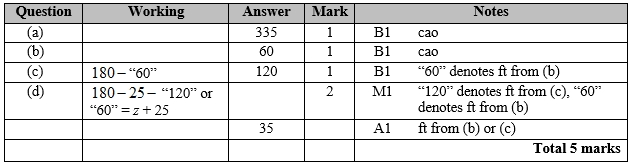 Question Working Answer Mark Notes
(a) 335 1 B1 cao
(b) 60 1 B1 cao
(c) 180 – “60” 120 1 B1 “60” denotes ft from (b)
(d) 180 – 25 – “120” or 2 M1 “120” denotes ft from (c), “60”
“60” = z + 25 denotes ft from (b)
35 A1 ft from (b) or (c)
Total 5 marks